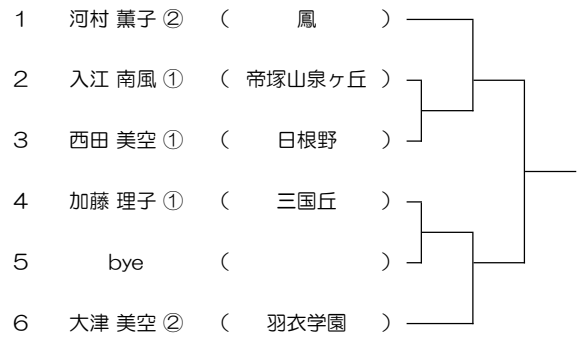 1 河村 薫子 ② （ 鳳 ）
2 入江 南風 ① （ 帝塚山泉ヶ丘 ）
3 西田 美空 ① （ 日根野 ）
4 加藤 理子 ① （ 三国丘 ）
5 bye （ ）
6 大津 美空 ② （ 羽衣学園 ）